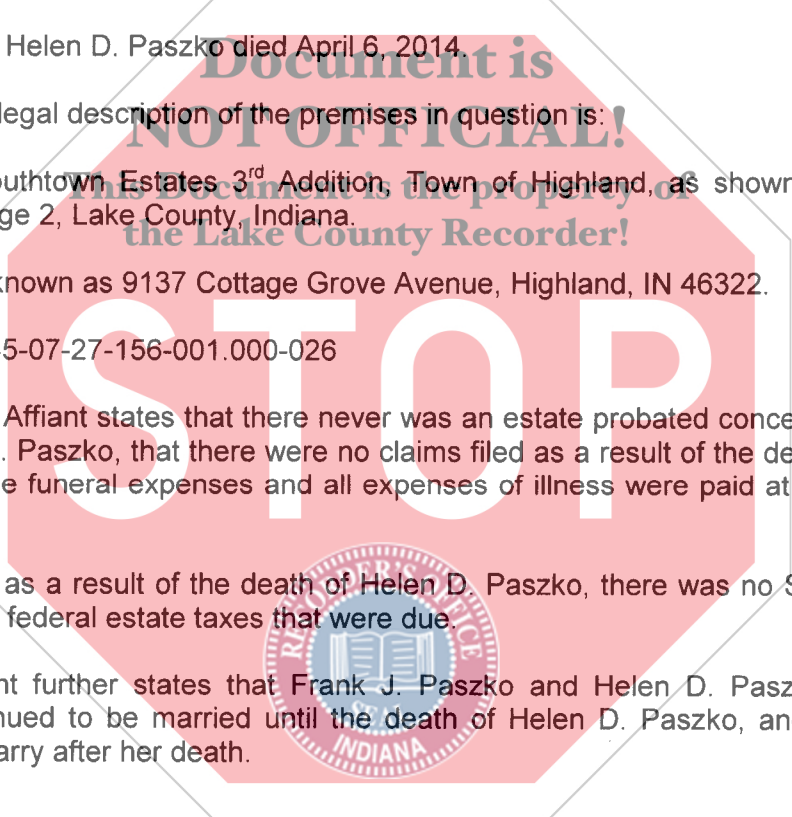 Helen D. Paszko died April 6, 2014.
Document is
legal description of the premises in question is:
NOT OFFICIAL!
uthtown Estates 3rd Addition, Town of Highland, as shown
This Document is the property of
ge 2, Lake County, Indiana.
the Lake County Recorder!
known as 9137 Cottage Grove Avenue, Highland, IN 46322.
5-07-27-156-001.000-026
STOP
Affiant states that there never was an estate probated conce
. Paszko, that there were no claims filed as a result of the de
e funeral expenses and all expenses of illness were paid at
as a result of the death of Helen D. Paszko, there was no S
federal estate taxes that were due.
nt further states that Frank J. Paszko and Helen D. Pasz
nued to be married until the death of Helen D. Paszko, an
arry after her death.
RECORDER'S OFFICE
SEAL
INDIANA